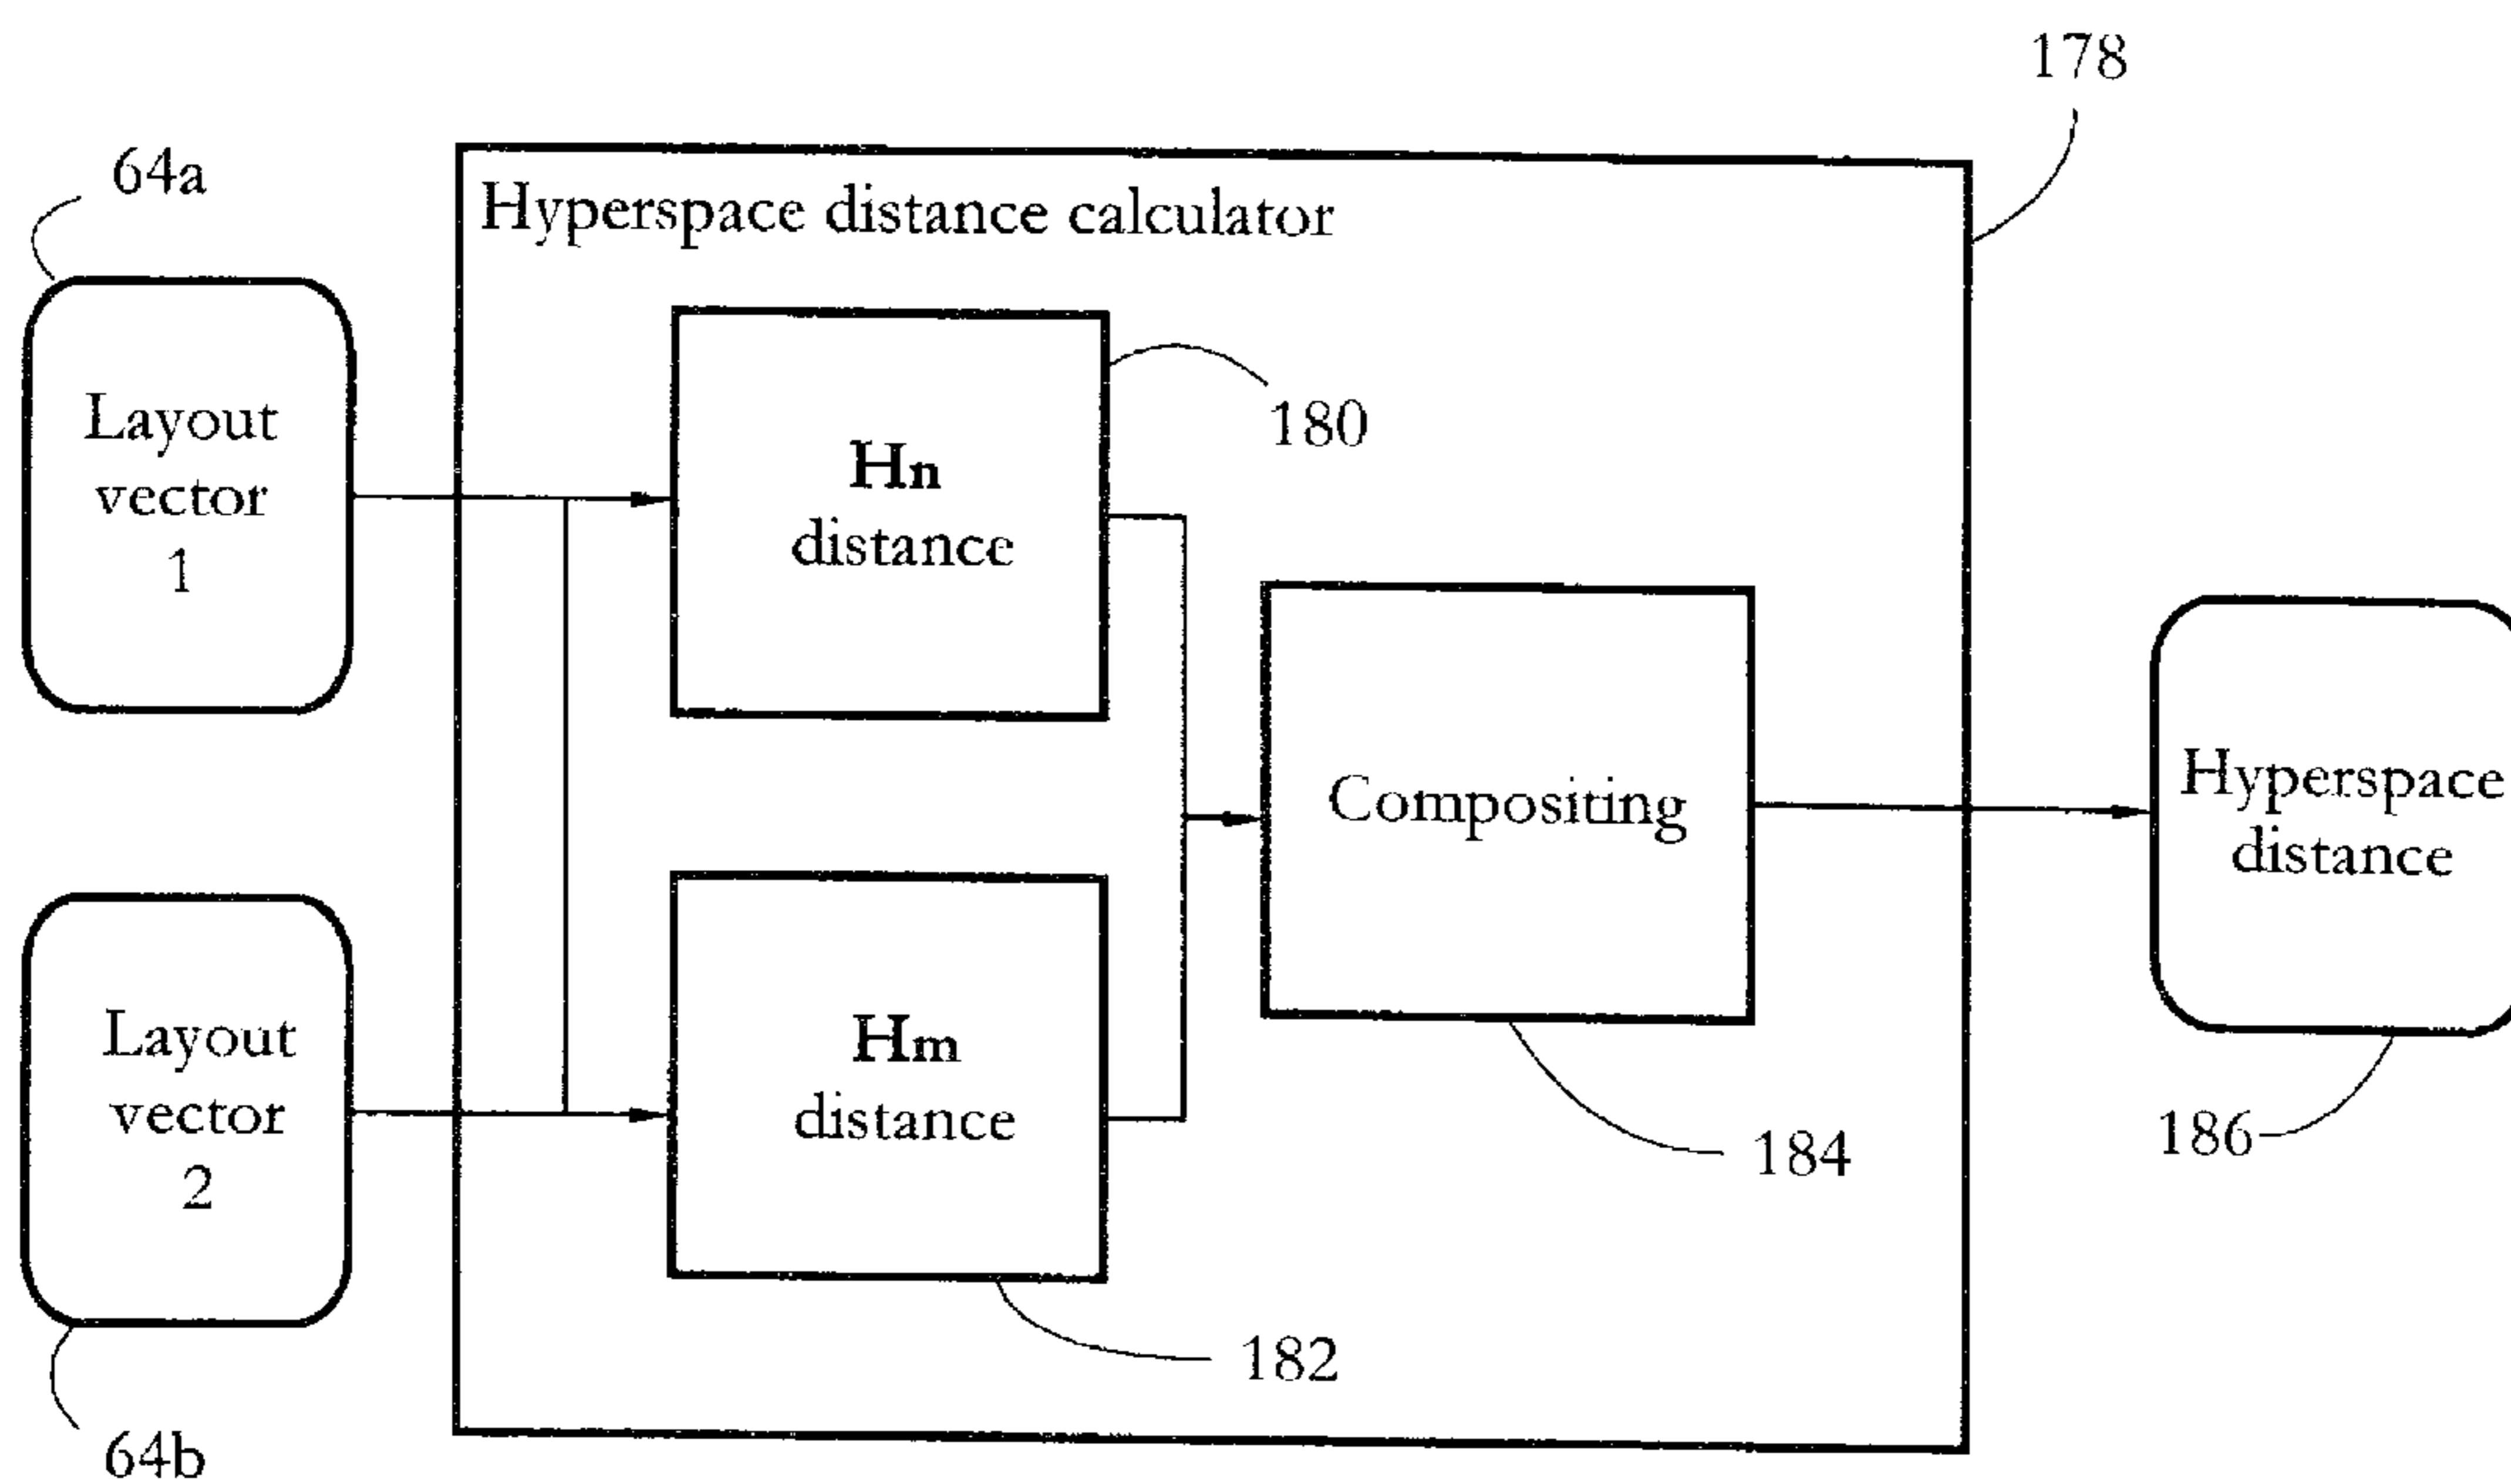 178
64a
Hyperspace distance calculator
Layout
vector
1
Hn
distance
180
Compositing
Hyperspace
distance
Layout
vector
2
Hm
distance
186
184
182
64b